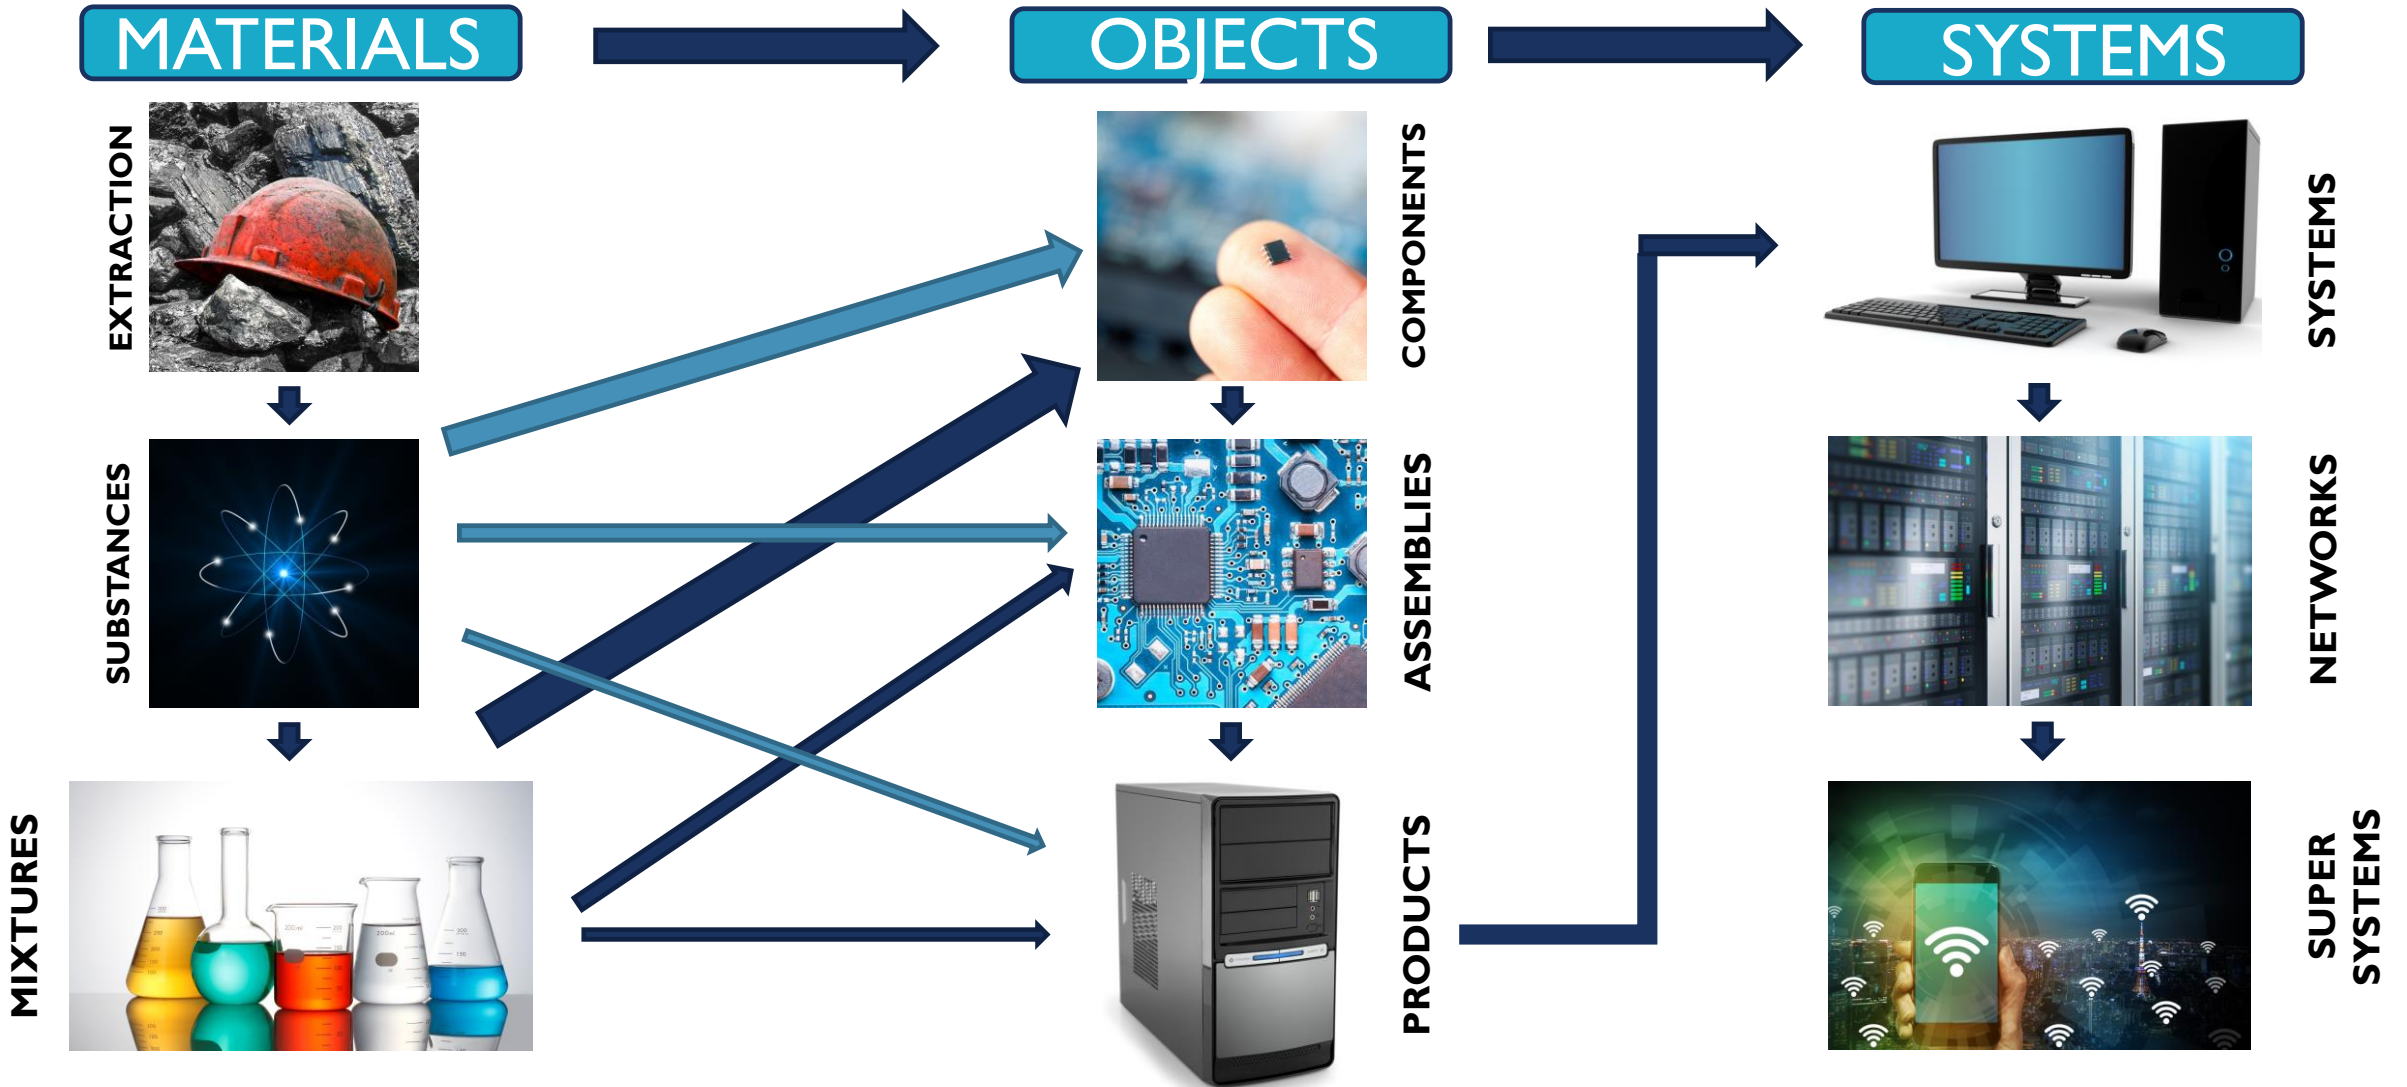 MATERIALS
OBJECTS
SYSTEMS
EXTRACTION
SUBSTANCES
MIXTURES
COMPONENTS
ASSEMBLIES
PRODUCTS
SYSTEMS
NETWORKS
SUPER
SYSTEMS